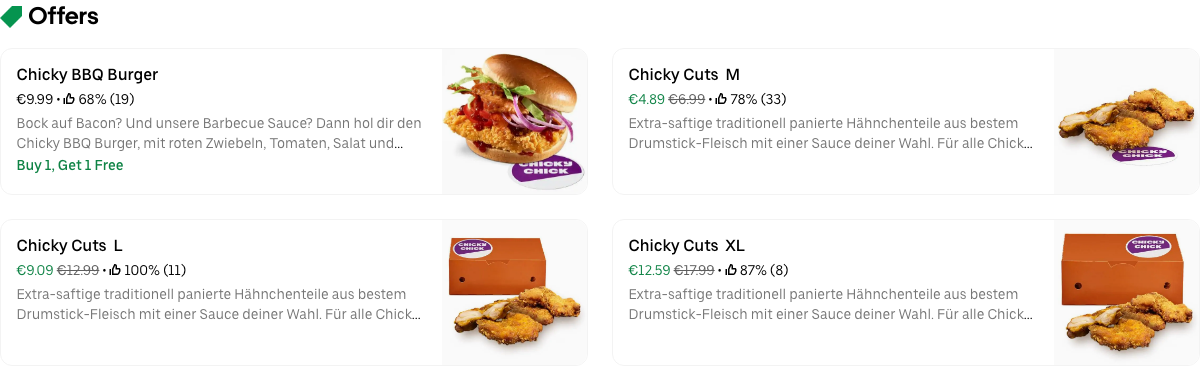 Offers
Chicky BBQ Burger
€9.99 • 68% (19)
Bock auf Bacon? Und unsere Barbecue Sauce? Dann hol dir den
Chicky BBQ Burger, mit roten Zwiebeln, Tomaten, Salat und...
Buy 1, Get 1 Free
CHICKY
CHICK
Chicky Cuts M
€4.89 €6.99 • 78% (33)
Extra-saftige traditionell panierte Hähnchenteile aus bestem
Drumstick-Fleisch mit einer Sauce deiner Wahl. Für alle Chick...
CHICK
Chicky Cuts L
€9.09 €12.99 • 100% (11)
Extra-saftige traditionell panierte Hähnchenteile aus bestem
Drumstick-Fleisch mit einer Sauce deiner Wahl. Für alle Chick...
CHICKY
CHICK
Chicky Cuts XL
€12.59 €17.99 • 87% (8)
Extra-saftige traditionell panierte Hähnchenteile aus bestem
Drumstick-Fleisch mit einer Sauce deiner Wahl. Für alle Chick...
CHICKY
CHICK